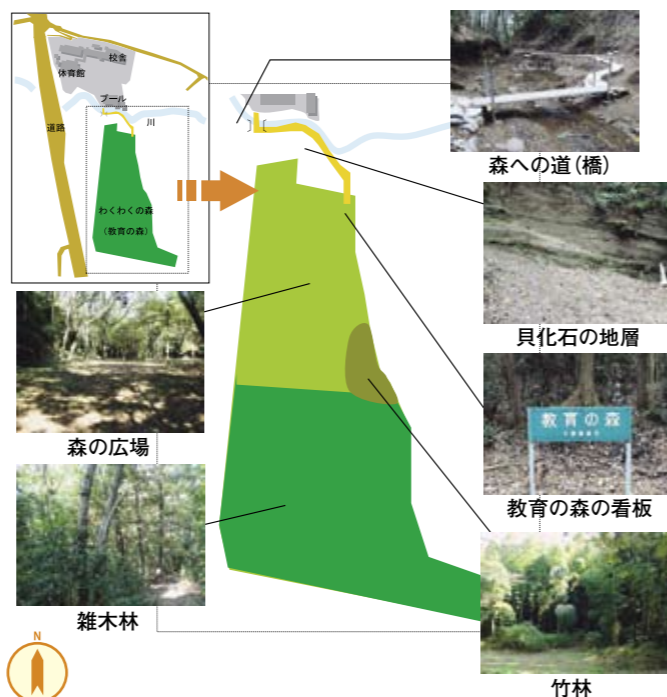 校舎
体育館
プール
道路
川
わくわくの森
(教育の森)
森への道(橋)
貝化石の地層
森の広場
教育の森
教育の森の看板
雑木林
竹林
N